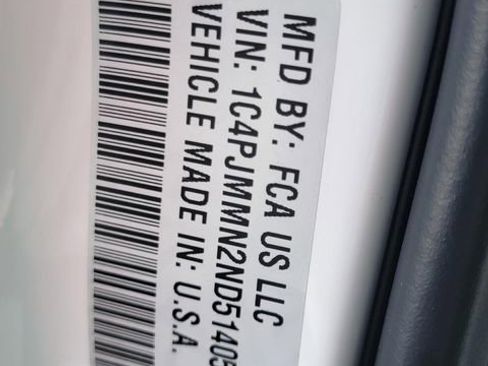 MFD BY: FCA US LLC
VIN: 1C4PJMMN2ND51405
VEHICLE MADE IN: U.S.A.